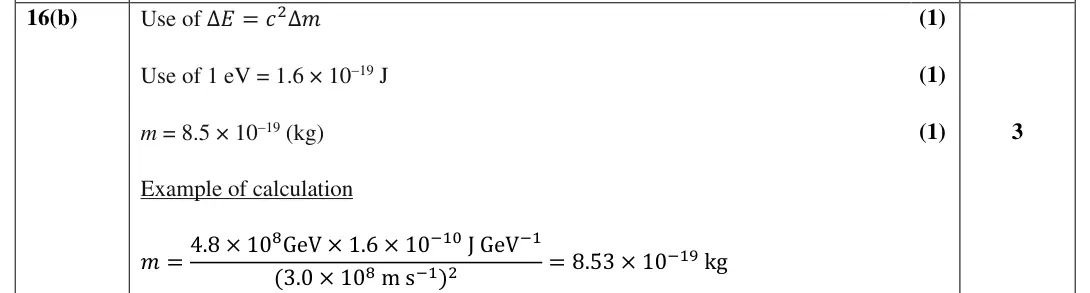 16(b) Use of ΔE = c²Δm (1)
Use of 1 eV = 1.6 × 10⁻¹⁹ J (1)
m = 8.5 × 10⁻¹⁹ (kg) (1) 3
Example of calculation
m = (4.8 × 10⁸GeV × 1.6 × 10⁻¹⁰ J GeV⁻¹)/(3.0 × 10⁸ m s⁻¹)² = 8.53 × 10⁻¹⁹ kg